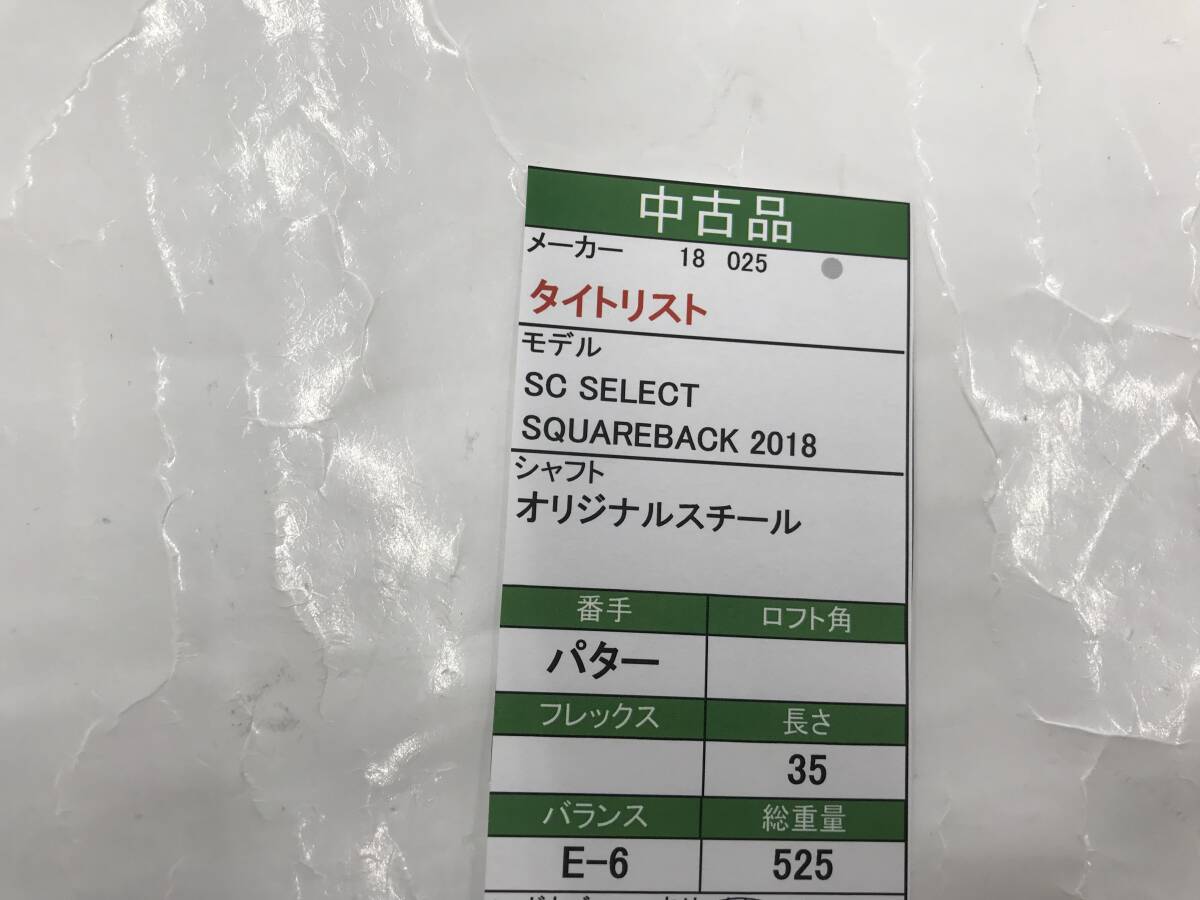 中古品
メーカー 18 025
タイトリスト
モデル
SC SELECT
SQUAREBACK 2018
シャフト
オリジナルスチール
番手 ロフト角
パター
フレックス 長さ
35
バランス 総重量
E-6 525